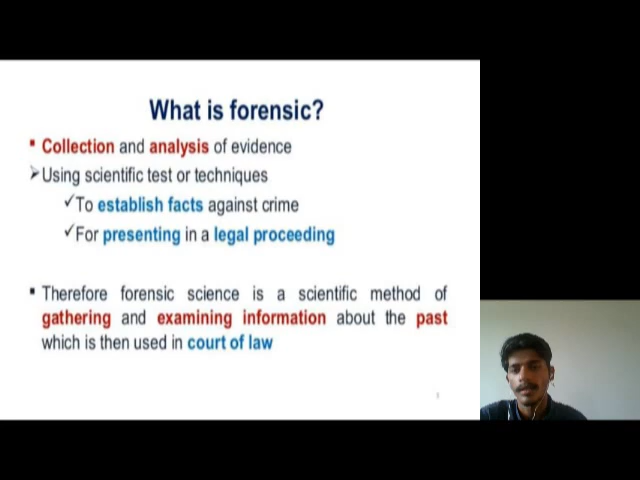 What is forensic?
▪ Collection and analysis of evidence
➢Using scientific test or techniques
✓To establish facts against crime
✓For presenting in a legal proceeding
▪ Therefore forensic science is a scientific method of
gathering and examining information about the past
which is then used in court of law
3